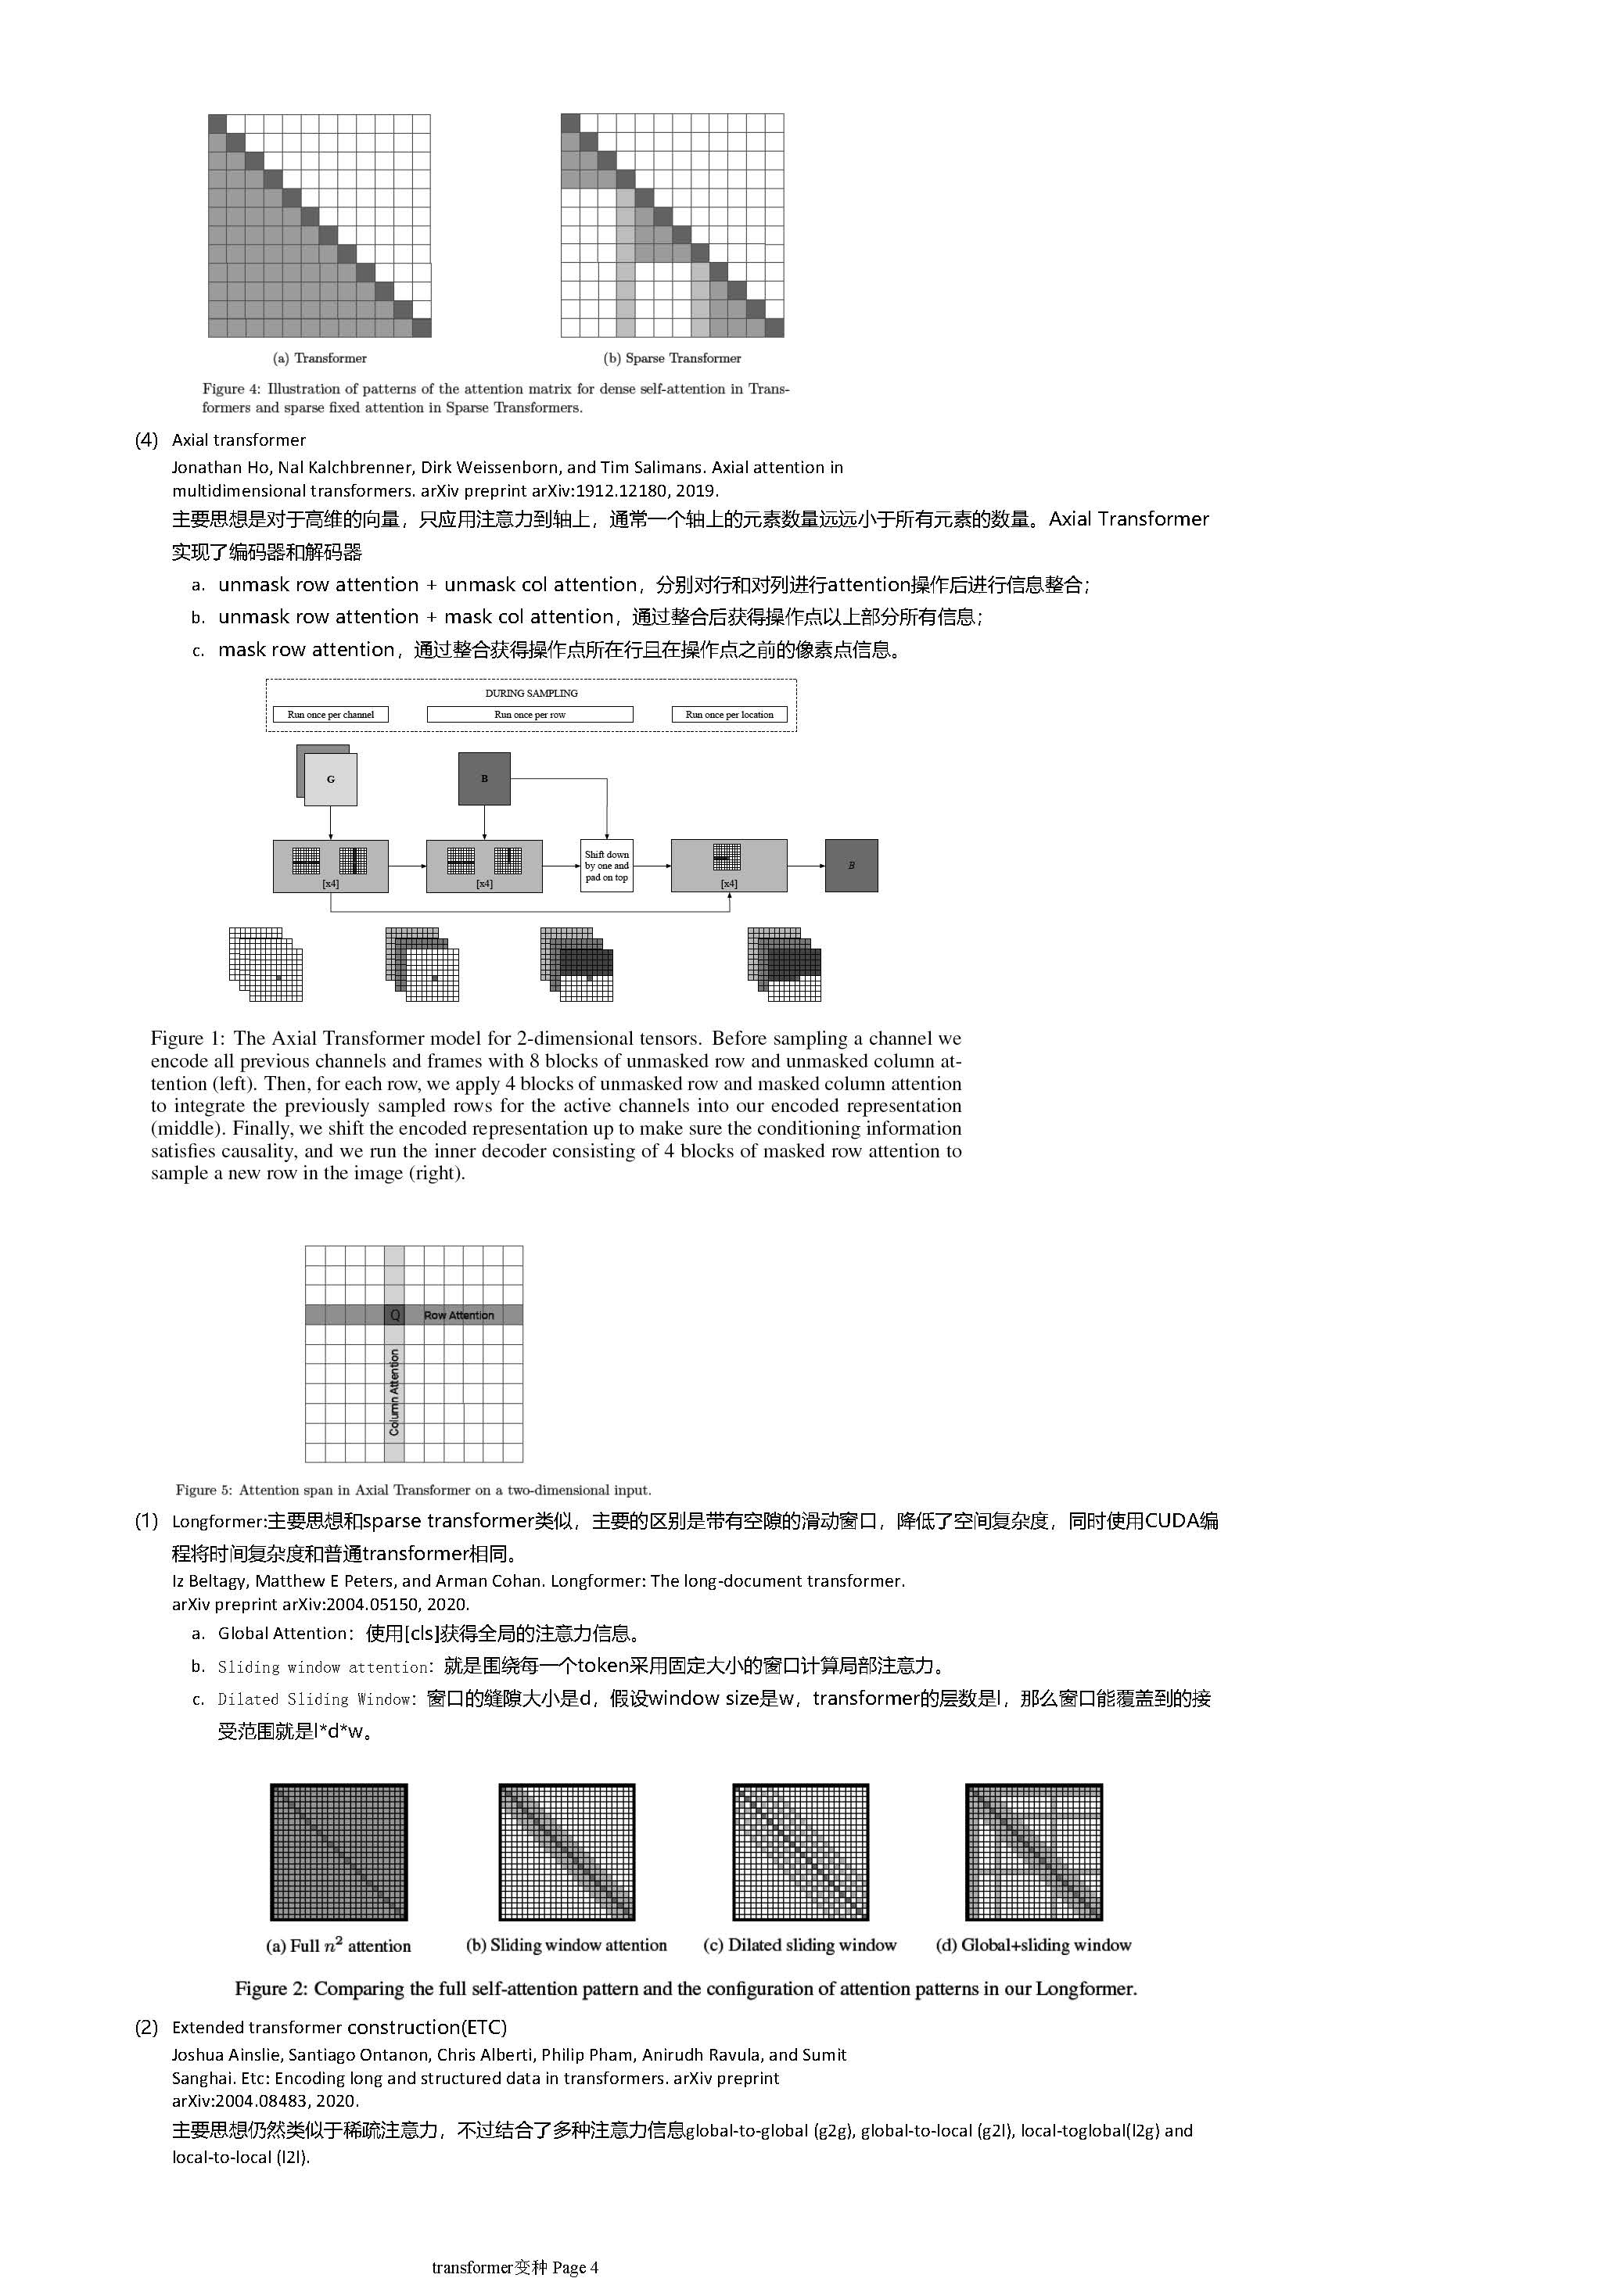 (a) Transformer
(b) Sparse Transformer
Figure 4: Illustration of patterns of the attention matrix for dense self-attention in Trans-
formers and sparse fixed attention in Sparse Transformers.
(4) Axial transformer
Jonathan Ho, Nal Kalchbrenner, Dirk Weissenborn, and Tim Salimans. Axial attention in
multidimensional transformers. arXiv preprint arXiv:1912.12180, 2019.
主要思想是对于高维的向量，只应用注意力到轴上，通常一个轴上的元素数量远远小于所有元素的数量。Axial Transformer
实现了编码器和解码器
a. unmask row attention + unmask col attention，分别对行和对列进行attention操作后进行信息整合；
b. unmask row attention + mask col attention，通过整合后获得操作点以上部分所有信息；
c. mask row attention，通过整合获得操作点所在行且在操作点之前的像素点信息。
DURING SAMPLING
Run once per channel
Run once per row
Run once per location
G
B
Shift down
by one and
pad on top
[x4]
[x4]
[x4]
B
Figure 1: The Axial Transformer model for 2-dimensional tensors. Before sampling a channel we
encode all previous channels and frames with 8 blocks of unmasked row and unmasked column at-
tention (left). Then, for each row, we apply 4 blocks of unmasked row and masked column attention
to integrate the previously sampled rows for the active channels into our encoded representation
(middle). Finally, we shift the encoded representation up to make sure the conditioning information
satisfies causality, and we run the inner decoder consisting of 4 blocks of masked row attention to
sample a new row in the image (right).
Q Row Attention
Column Attention
Figure 5: Attention span in Axial Transformer on a two-dimensional input.
(1) Longformer:主要思想和sparse transformer类似，主要的区别是带有空隙的滑动窗口，降低了空间复杂度，同时使用CUDA编
程将时间复杂度和普通transformer相同。
Iz Beltagy, Matthew E Peters, and Arman Cohan. Longformer: The long-document transformer.
arXiv preprint arXiv:2004.05150, 2020.
a. Global Attention：使用[cls]获得全局的注意力信息。
b. Sliding window attention：就是围绕每一个token采用固定大小的窗口计算局部注意力。
c. Dilated Sliding Window：窗口的缝隙大小是d，假设window size是w，transformer的层数是l，那么窗口能覆盖到的接
受范围就是l*d*w。
(a) Full n² attention
(b) Sliding window attention
(c) Dilated sliding window
(d) Global+sliding window
Figure 2: Comparing the full self-attention pattern and the configuration of attention patterns in our Longformer.
(2) Extended transformer construction(ETC)
Joshua Ainslie, Santiago Ontanon, Chris Alberti, Philip Pham, Anirudh Ravula, and Sumit
Sanghai. Etc: Encoding long and structured data in transformers. arXiv preprint
arXiv:2004.08483, 2020.
主要思想仍然类似于稀疏注意力，不过结合了多种注意力信息global-to-global (g2g), global-to-local (g2l), local-toglobal(l2g) and
local-to-local (l2l).
transformer变种 Page 4